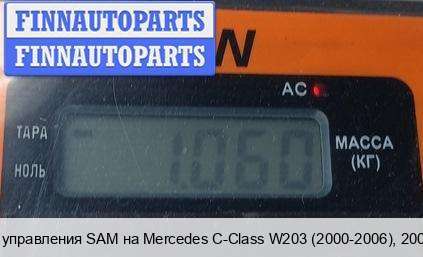 FINNAUTOPARTS
FINNAUTOPARTS
W
AC
ТАРА
НОЛЬ
1.060
МАССА
(КГ)
управления SAM на Mercedes C-Class W203 (2000-2006), 200